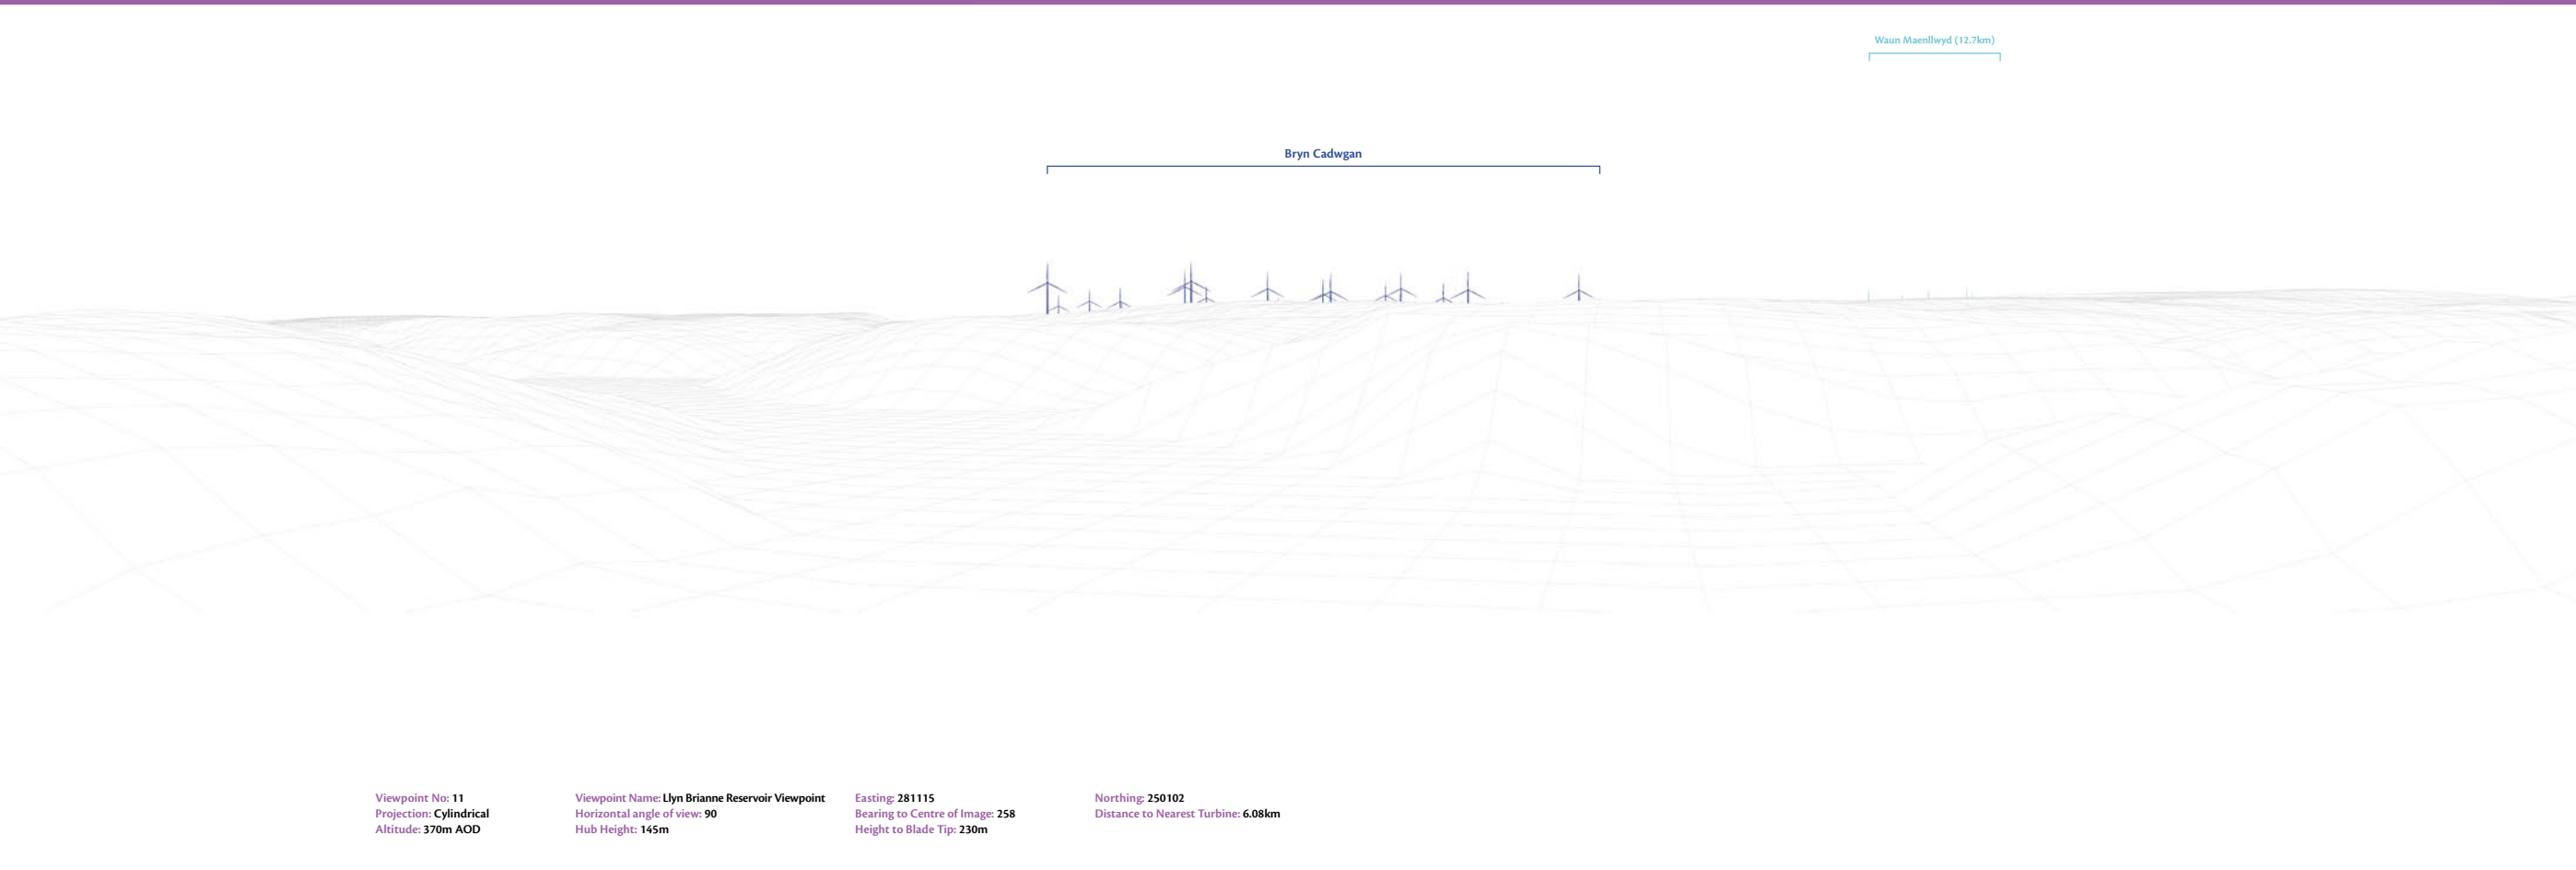 Waun Maenllwyd (12.7km)
Bryn Cadwgan
Viewpoint No: 11
Projection: Cylindrical
Altitude: 370m AOD
Viewpoint Name: Llyn Brianne Reservoir Viewpoint
Horizontal angle of view: 90
Hub Height: 145m
Easting: 281115
Bearing to Centre of Image: 258
Height to Blade Tip: 230m
Northing: 250102
Distance to Nearest Turbine: 6.08km